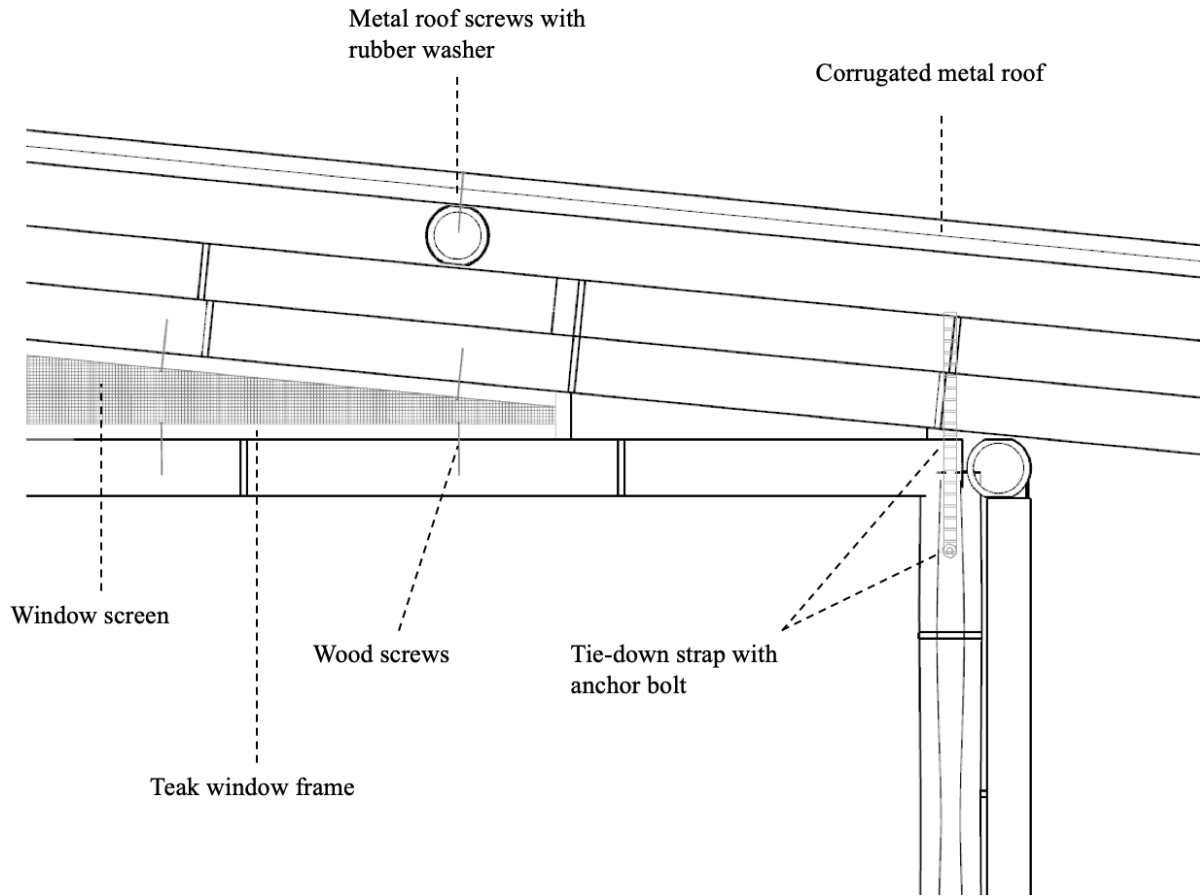 Metal roof screws with
rubber washer
Corrugated metal roof
Window screen
Wood screws
Tie-down strap with
anchor bolt
Teak window frame